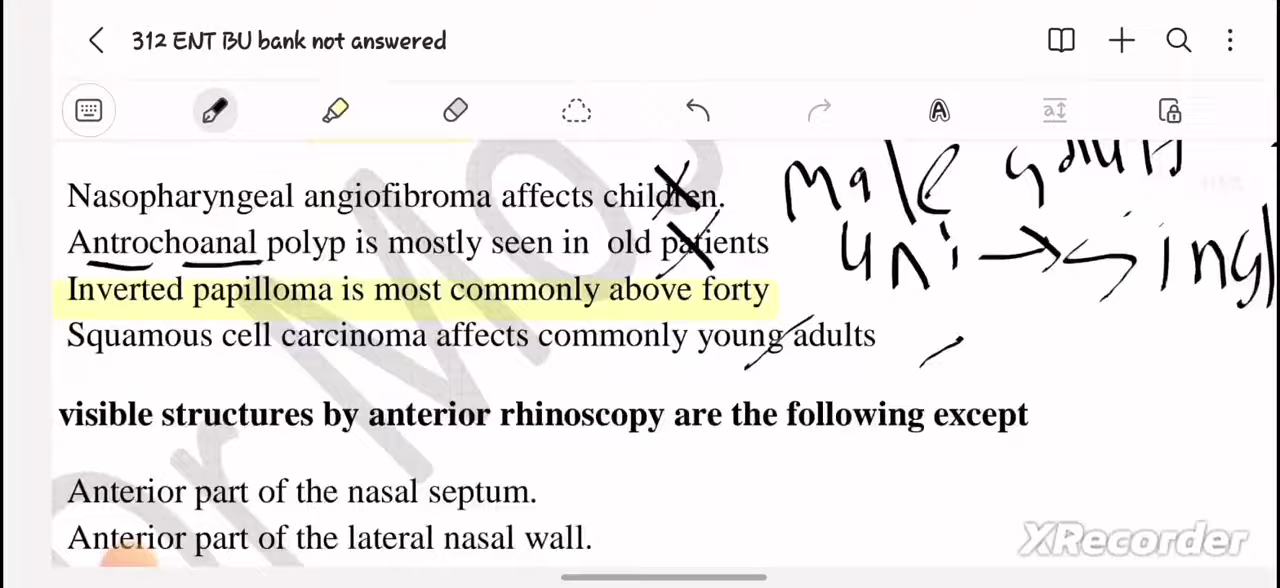 312 ENT BU bank not answered
Nasopharyngeal angiofibroma affects children.
male
Antrochoanal polyp is mostly seen in old patients
uni → singl
Inverted papilloma is most commonly above forty
Squamous cell carcinoma affects commonly young adults
visible structures by anterior rhinoscopy are the following except
Anterior part of the nasal septum.
Anterior part of the lateral nasal wall.
XRecorder